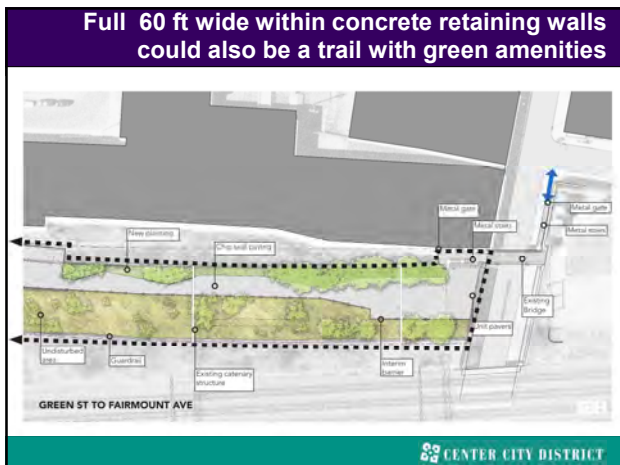 Full 60 ft wide within concrete retaining walls
could also be a trail with green amenities
Metal gate
Metal stairs
Metal gate
Metal stairs
New planting
Chip seal paving
Existing
Bridge
Unit pavers
Undisturbed
area
Guardrail
Existing catenary
structure
Interim
barrier
GREEN ST TO FAIRMOUNT AVE
CENTER CITY DISTRICT